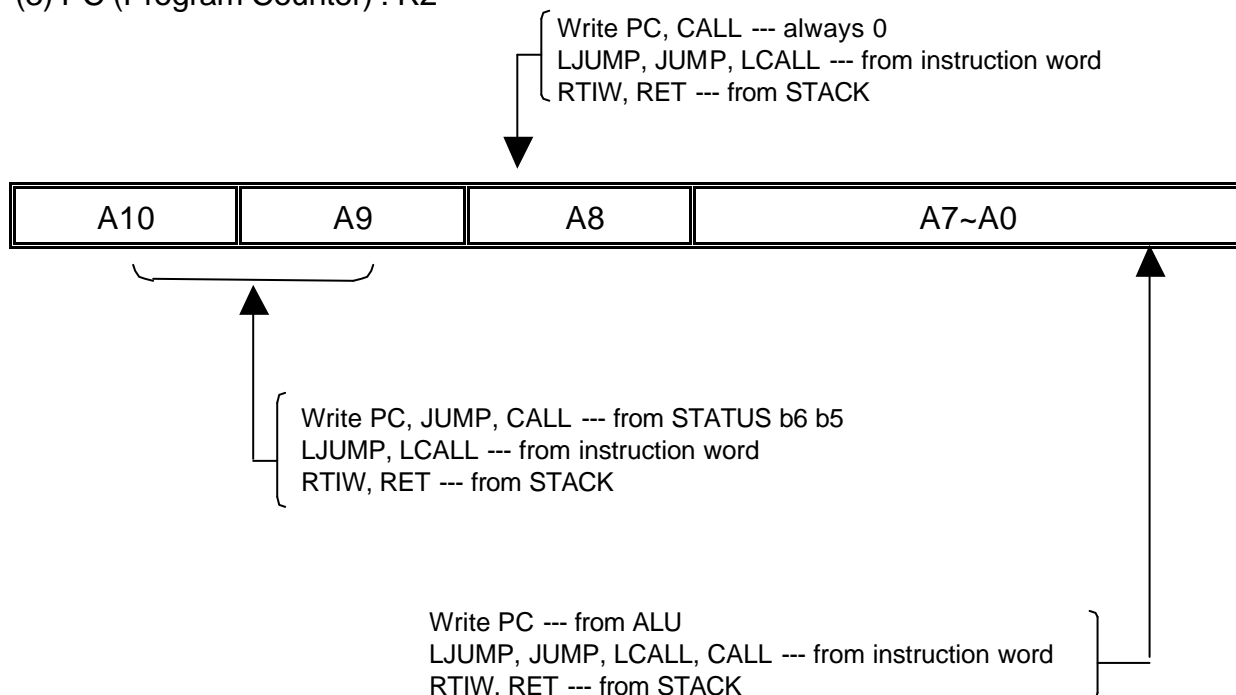 (3) PC (Program Counter) : R2
Write PC, CALL --- always 0
LJUMP, JUMP, LCALL --- from instruction word
RTIW, RET --- from STACK
A10 A9 A8 A7~A0
Write PC, JUMP, CALL --- from STATUS b6 b5
LJUMP, LCALL --- from instruction word
RTIW, RET --- from STACK
Write PC --- from ALU
LJUMP, JUMP, LCALL, CALL --- from instruction word
RTIW, RET --- from STACK